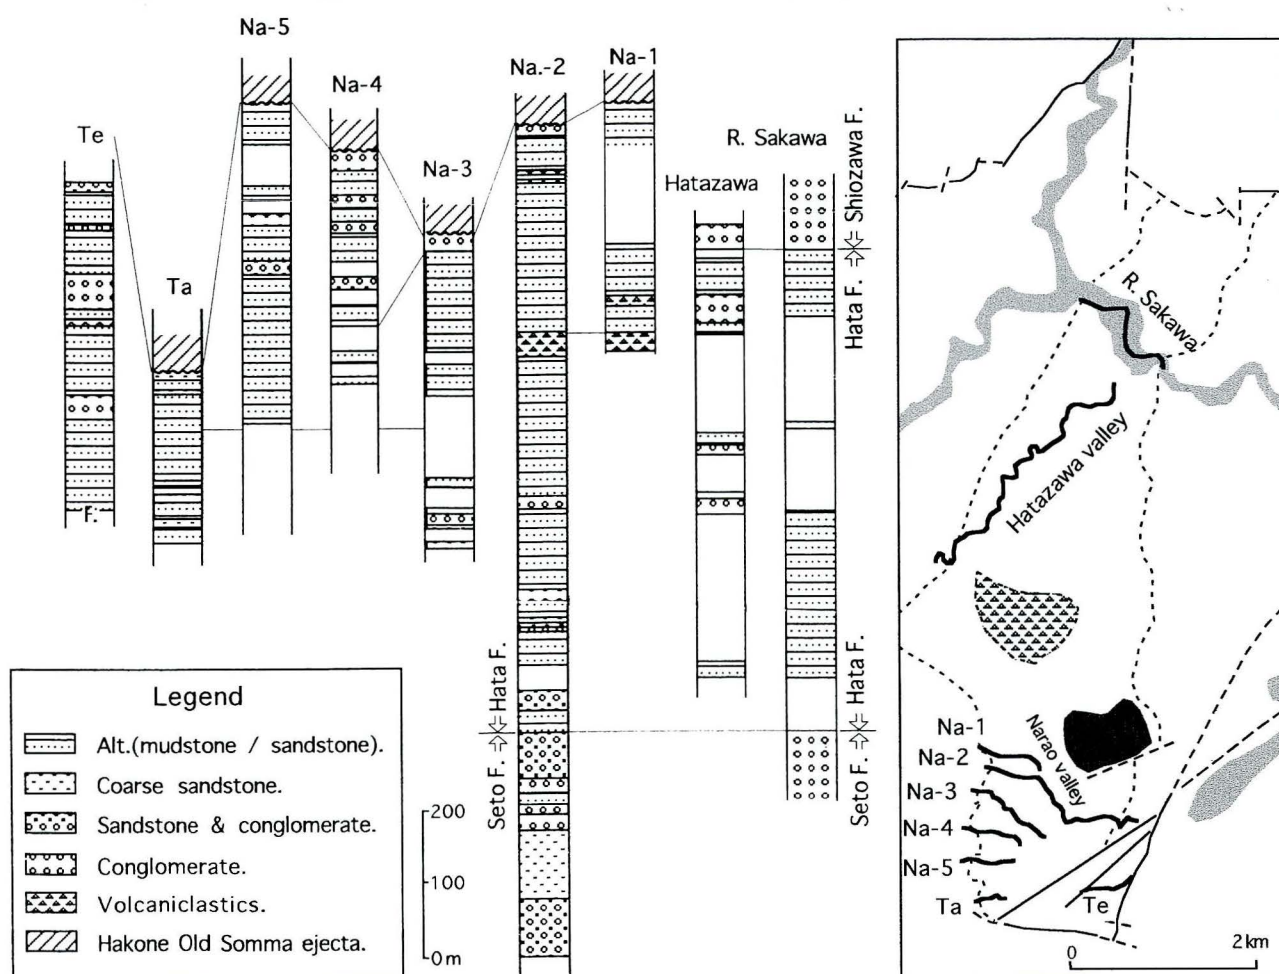 Na-5
Na-4
Na.-2
Na-1
Te
Na-3
R. Sakawa
Hatazawa
Ta
Hata F. Shiozawa F.
F.
Seto F. Hata F.
Seto F. Hata F.
Legend
Alt.(mudstone / sandstone).
Coarse sandstone.
Sandstone & conglomerate.
Conglomerate.
Volcaniclastics.
Hakone Old Somma ejecta.
200
100
0m
R. Sakawa
Hatazawa valley
Narao valley
Na-1
Na-2
Na-3
Na-4
Na-5
Ta
Te
0 2km